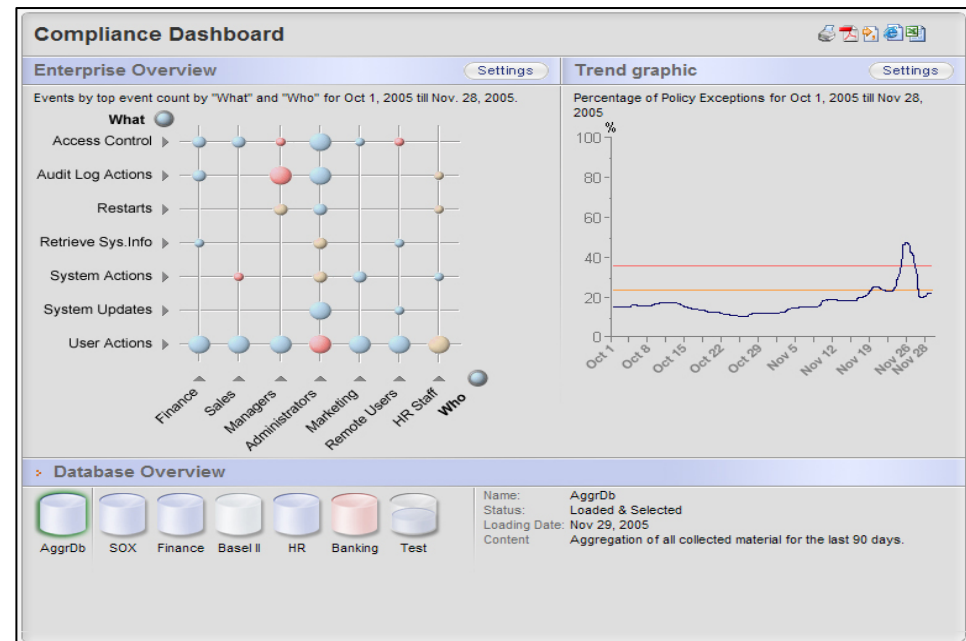 Compliance Dashboard
Enterprise Overview
Settings
Events by top event count by "What" and "Who" for Oct 1, 2005 till Nov. 28, 2005.
What
Access Control
Audit Log Actions
Restarts
Retrieve Sys.Info
System Actions
System Updates
User Actions
Finance
Sales
Managers
Administrators
Marketing
Remote Users
HR Staff
Who
Trend graphic
Settings
Percentage of Policy Exceptions for Oct 1, 2005 till Nov 28,
2005
%
100
80
60
40
20
0
Oct 1
Oct 8
Oct 15
Oct 22
Oct 29
Nov 5
Nov 12
Nov 19
Nov 26
Nov 28
Database Overview
AggrDb
SOX
Finance
Basel II
HR
Banking
Test
Name: AggrDb
Status: Loaded & Selected
Loading Date: Nov 29, 2005
Content Aggregation of all collected material for the last 90 days.